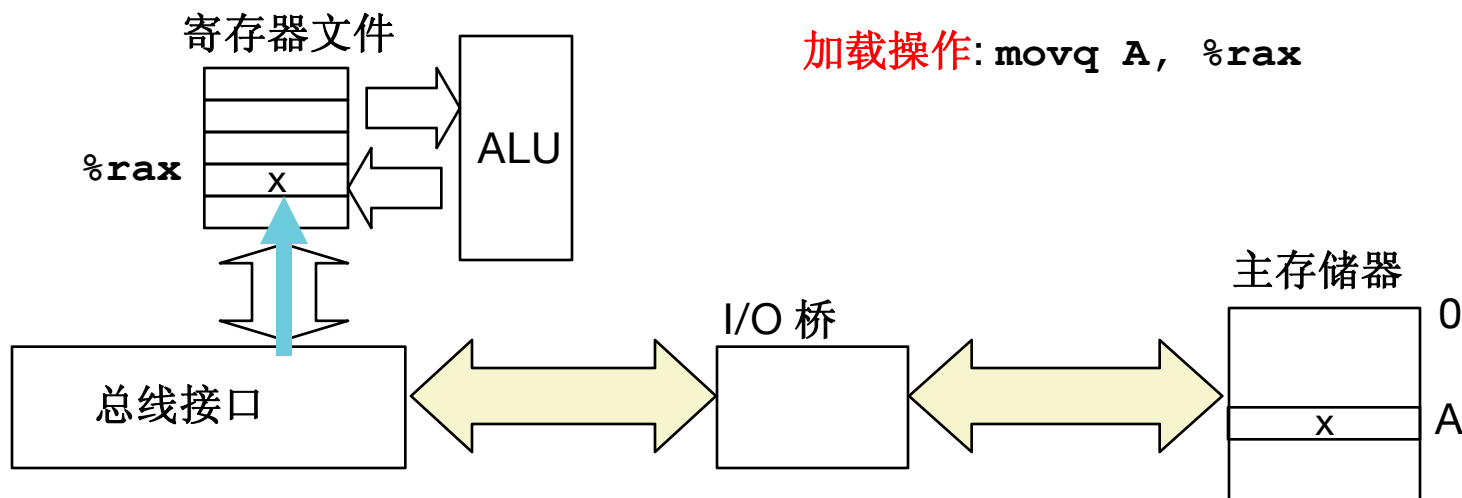 寄存器文件
加载操作: movq A, %rax
ALU
%rax
x
主存储器
0
I/O 桥
总线接口
x
A